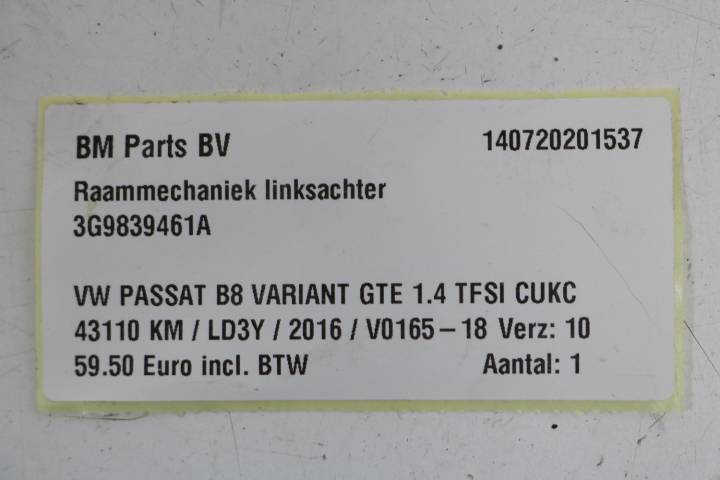 BM Parts BV 140720201537
Raammechaniek linksachter
3G9839461A
VW PASSAT B8 VARIANT GTE 1.4 TFSI CUKC
43110 KM / LD3Y / 2016 / V0165-18 Verz: 10
59.50 Euro incl. BTW Aantal: 1